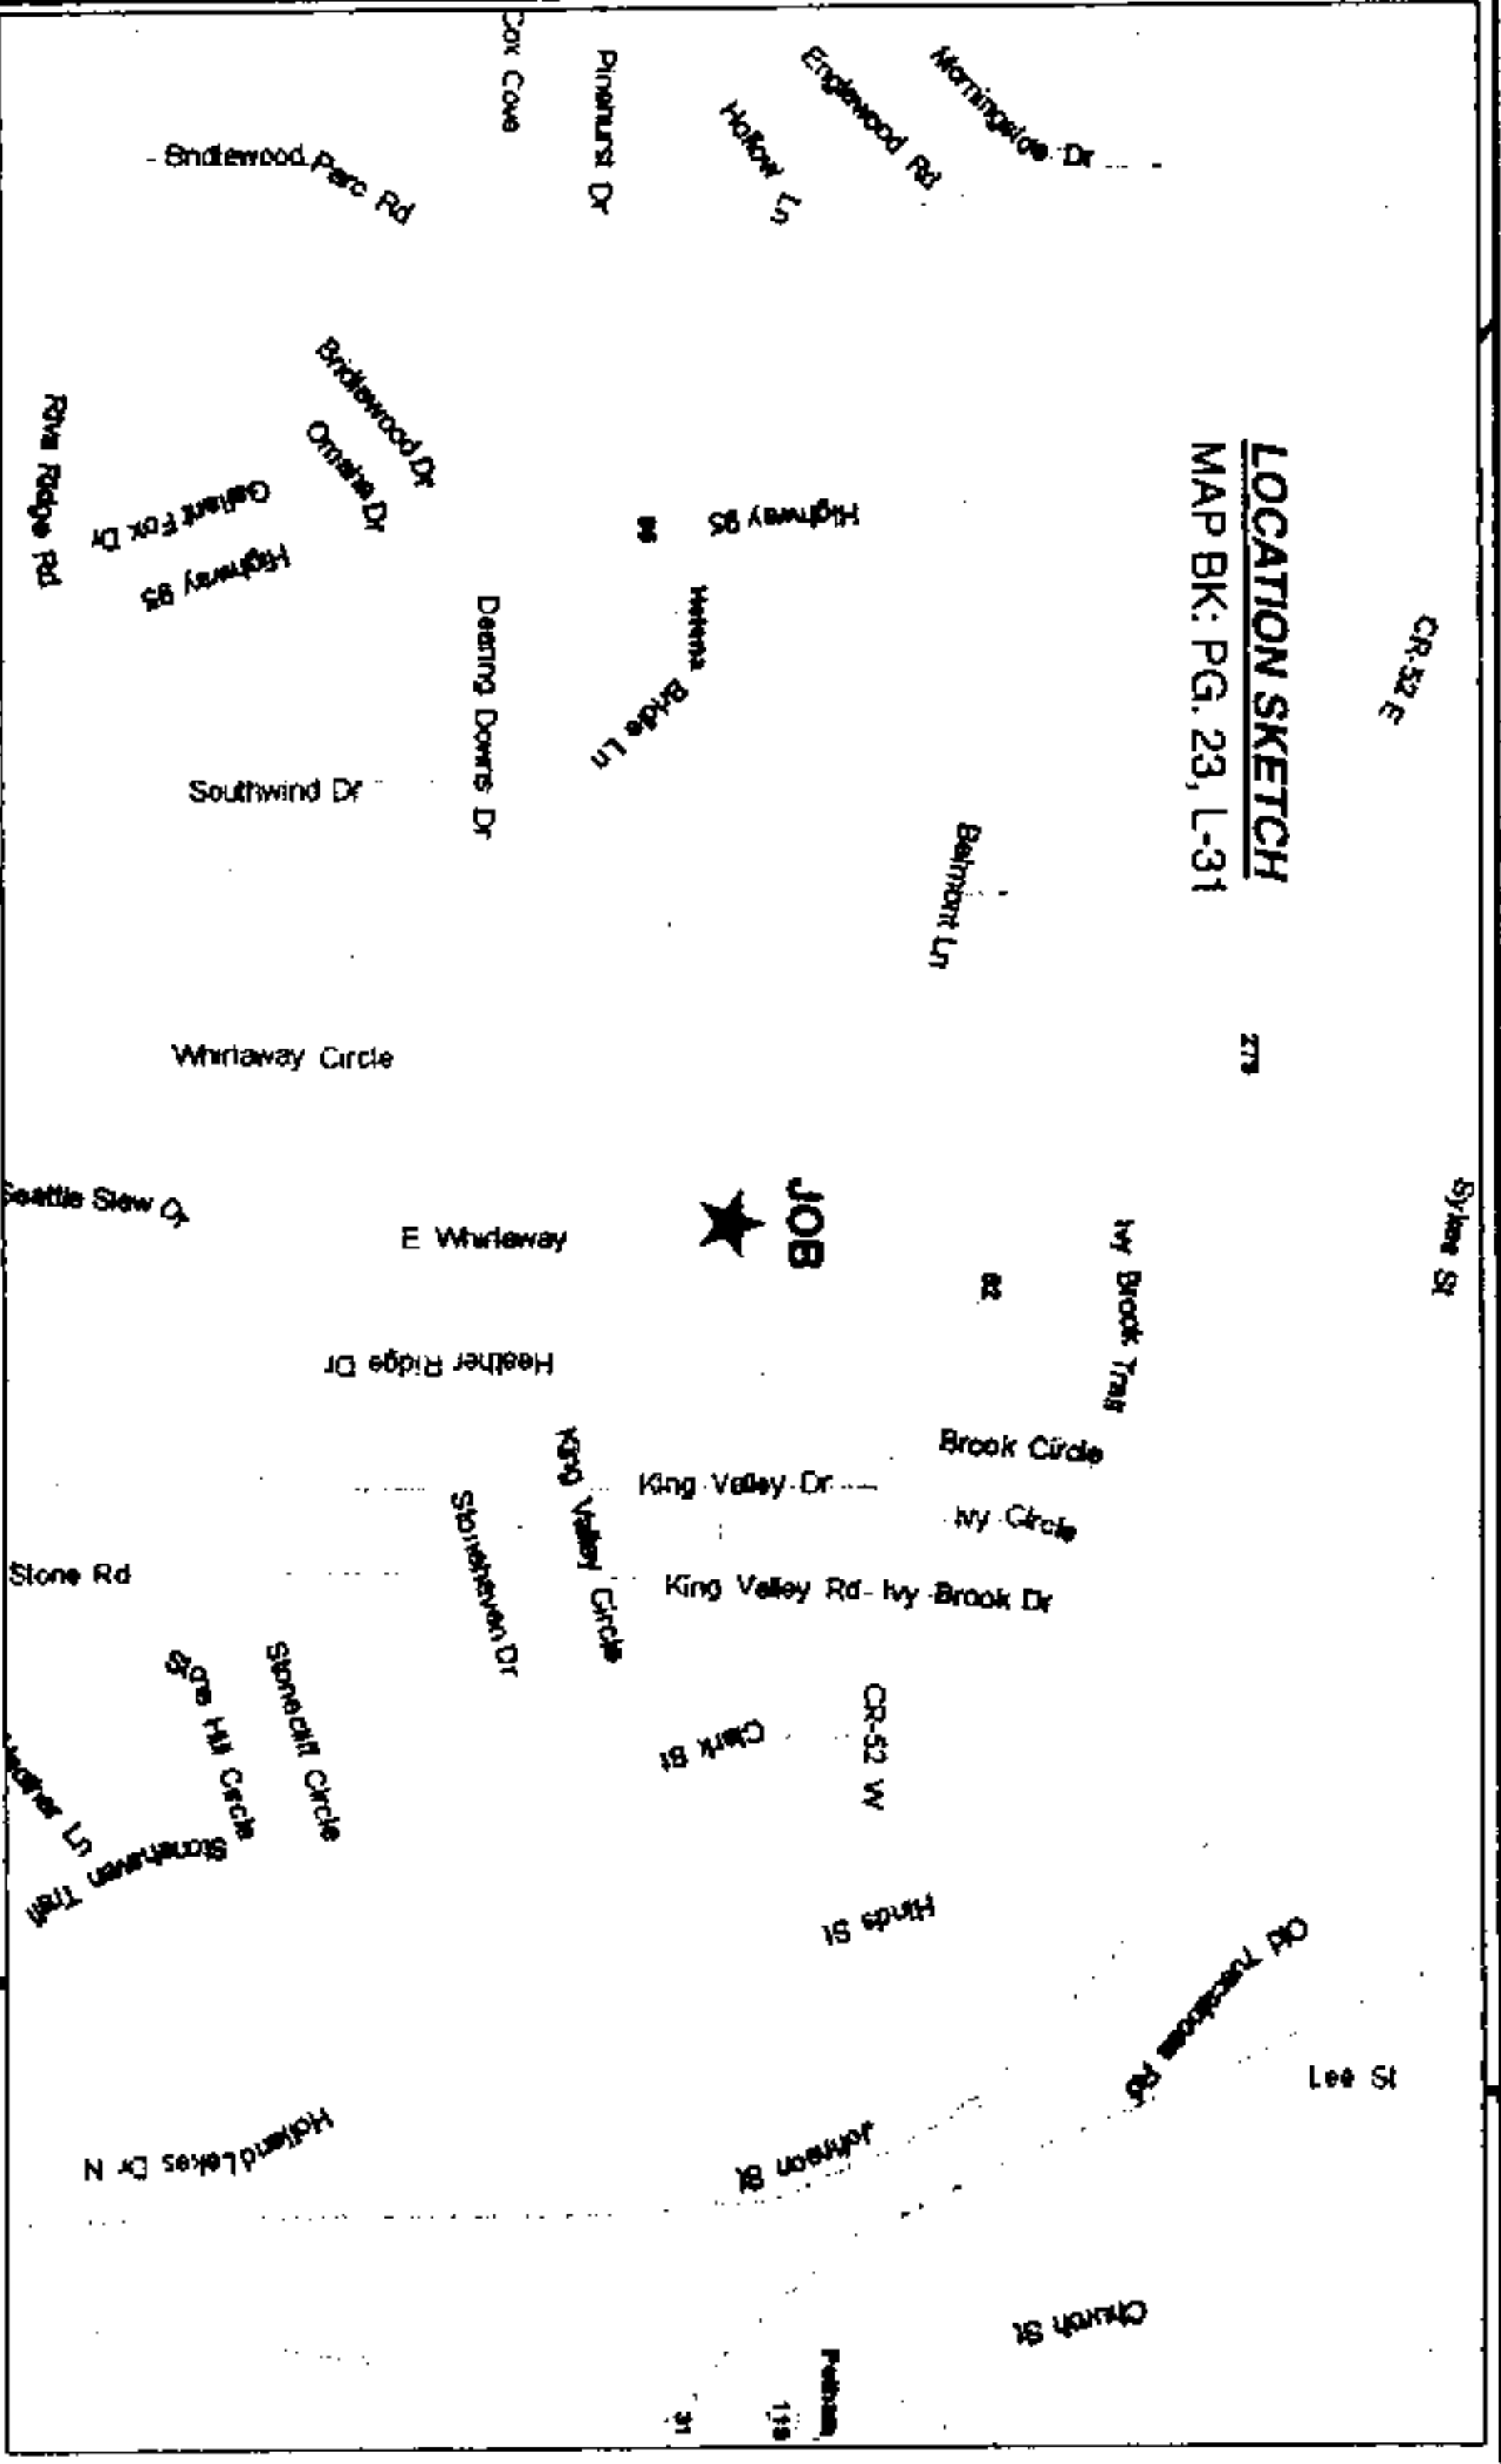 LOCATION SKETCH
MAP BK: PG. 23, L-31
CR-52 E
Sykes St
Lee St
273
Morningside Dr
Englewood Rd
Hollow Ln
Pinehurst Dr
Cox Cove
Bridlewood Parc Rd
Bridlewood Dr
Omaha Dr
Riva Ridge Rd
Gallant Fox Dr
Highway 95
Highway 95
Helena
Bridle Ln
Dearing Downs Dr
Southwind Dr
Belmont Ln
Whirlaway Circle
Seattle Slew Dr
E Whirlaway
JOB
Ivy Brook Trail
Heather Ridge Dr
Brook Circle
Ivy Circle
King Valley Dr
King Valley Circle
King Valley Rd
Ivy Brook Dr
Stonehaven Dr
Stone Rd
Stone Hill Circle
Stonecliff Circle
Stonehaven Trail
Ln
Clark St
CR-52 W
Hinds St
Old Tuscaloosa Rd
Holland Lakes Dr N
Johnson St
Church St
Pelham
119
31